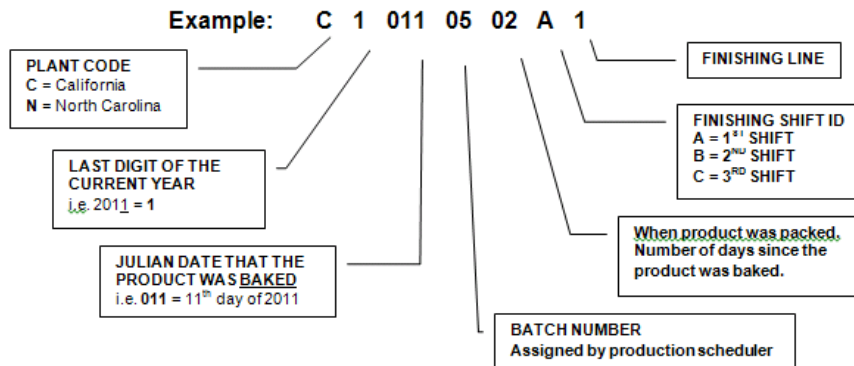 Example: C 1 011 05 02 A 1
PLANT CODE
C = California
N = North Carolina
FINISHING LINE
FINISHING SHIFT ID
A = 1ST SHIFT
B = 2ND SHIFT
C = 3RD SHIFT
LAST DIGIT OF THE
CURRENT YEAR
i.e. 2011 = 1
When product was packed.
Number of days since the
product was baked.
JULIAN DATE THAT THE
PRODUCT WAS BAKED
i.e. 011 = 11th day of 2011
BATCH NUMBER
Assigned by production scheduler